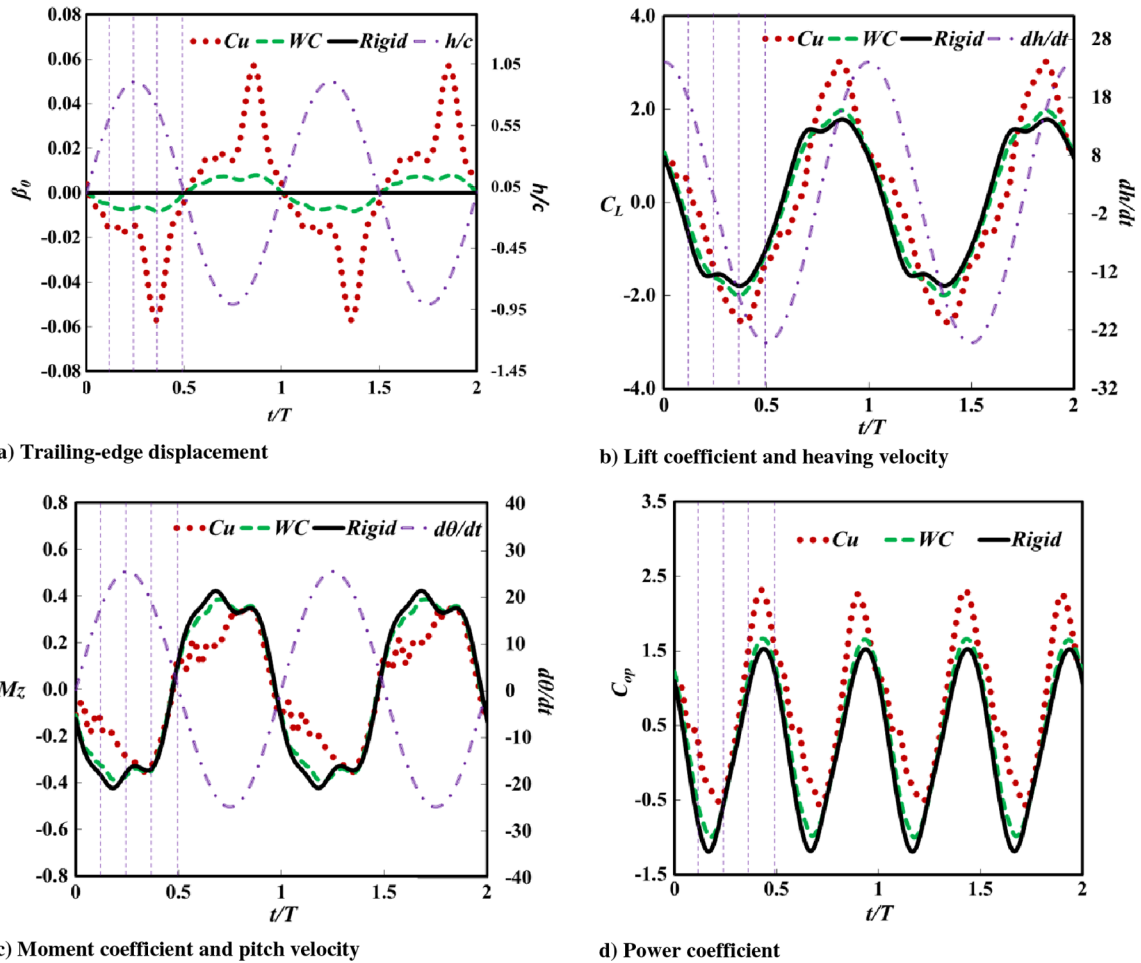 0.08
0.06
0.04
0.02
0.00
-0.02
-0.04
-0.06
-0.08
β₀
Cu WC Rigid h/c
1.05
0.55
0.05
-0.45
-0.95
-1.45
h/c
0 0.5 1 1.5 2
t/T
a) Trailing-edge displacement
4.0
2.0
0.0
-2.0
-4.0
C_L
Cu WC Rigid dh/dt
28
18
8
-2
-12
-22
-32
dh/dt
0 0.5 1 1.5 2
t/T
b) Lift coefficient and heaving velocity
0.8
0.6
0.4
0.2
0.0
-0.2
-0.4
-0.6
-0.8
Mz
Cu WC Rigid dθ/dt
40
30
20
10
0
-10
-20
-30
-40
dθ/dt
0 0.5 1 1.5 2
t/T
c) Moment coefficient and pitch velocity
3.5
2.5
1.5
0.5
-0.5
-1.5
C_op
Cu WC Rigid
0 0.5 1 1.5 2
t/T
d) Power coefficient